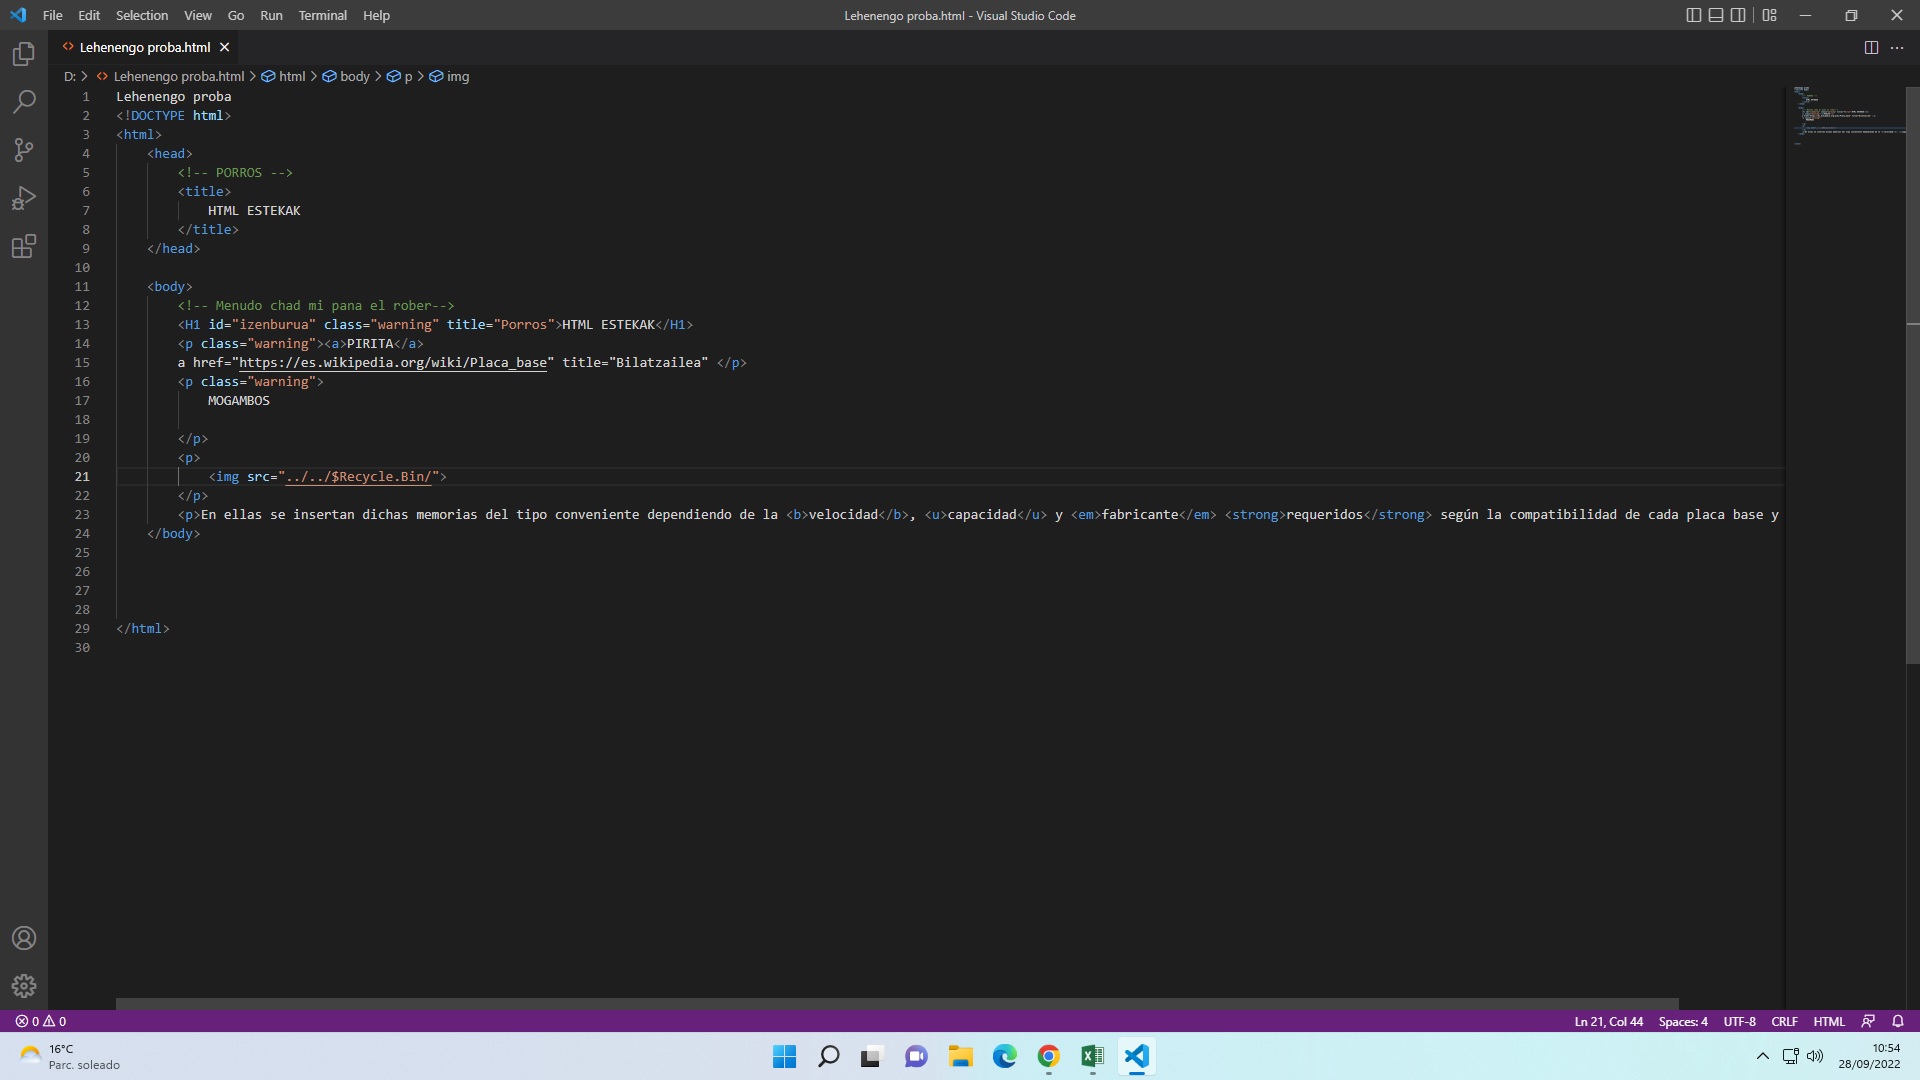 File Edit Selection View Go Run Terminal Help
Lehenengo proba.html - Visual Studio Code
Lehenengo proba.html
D: > Lehenengo proba.html > html > body > p > img
1 Lehenengo proba
2 <!DOCTYPE html>
3 <html>
4 <head>
5 <!-- PORROS -->
6 <title>
7 HTML ESTEKAK
8 </title>
9 </head>
10
11 <body>
12 <!-- Menudo chad mi pana el rober-->
13 <H1 id="izenburua" class="warning" title="Porros">HTML ESTEKAK</H1>
14 <p class="warning"><a>PIRITA</a>
15 a href="https://es.wikipedia.org/wiki/Placa_base" title="Bilatzailea" </p>
16 <p class="warning">
17 MOGAMBOS
18
19 </p>
20 <p>
21 <img src="../../$Recycle.Bin/">
22 </p>
23 <p>En ellas se insertan dichas memorias del tipo conveniente dependiendo de la <b>velocidad</b>, <u>capacidad</u> y <em>fabricante</em> <strong>requeridos</strong> según la compatibilidad de cada placa base y
24 </body>
25
26
27
28
29 </html>
30
0 0
Ln 21, Col 44 Spaces: 4 UTF-8 CRLF HTML
16°C
Parc. soleado
10:54
28/09/2022